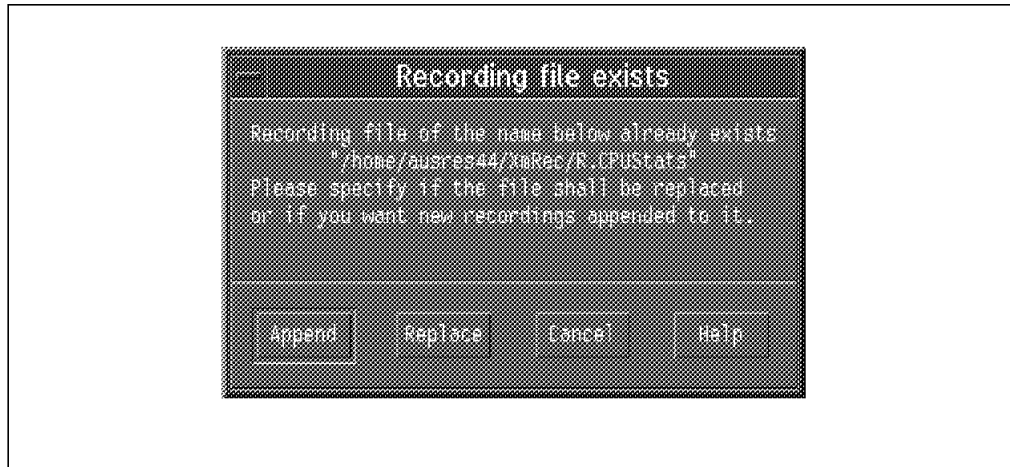 Recording file exists
Recording file of the name below already exists
"/home/ausres44/XmRec/R.CPUStats"
Please specify if the file shall be replaced
or if you want new recordings appended to it.
Append Replace Cancel Help